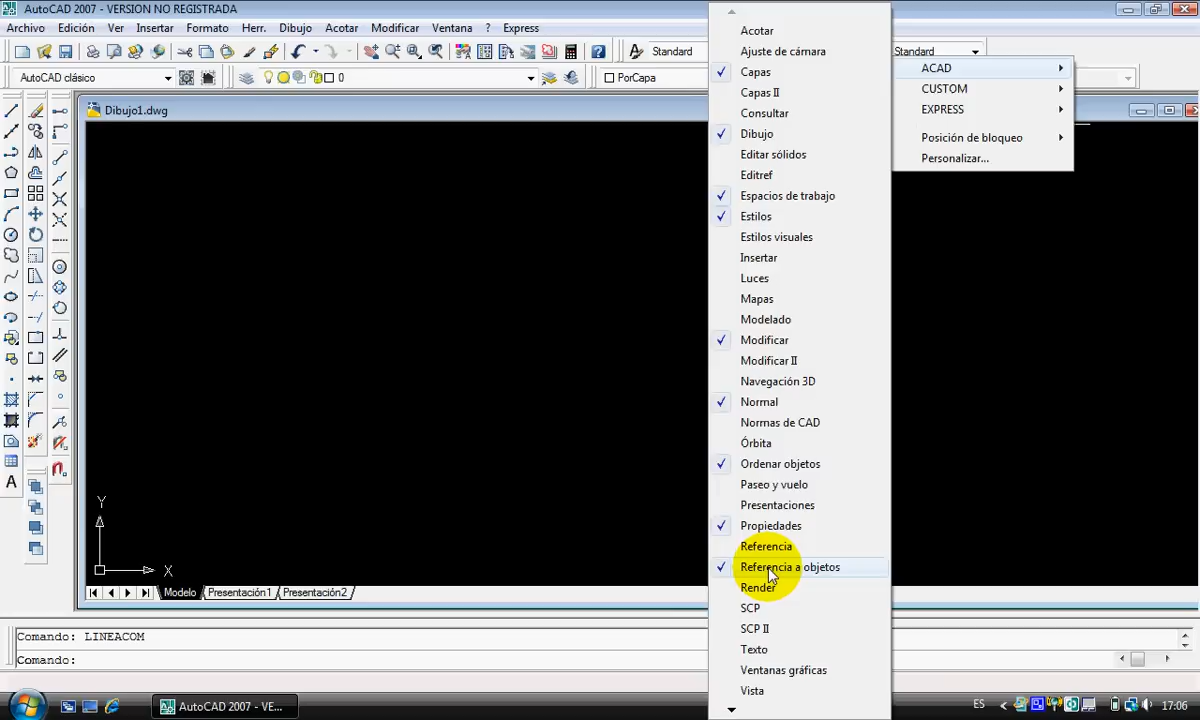 AutoCAD 2007 - VERSION NO REGISTRADA
Archivo Edición Ver Insertar Formato Herr. Dibujo Acotar Modificar Ventana ? Express
Standard
Standard
AutoCAD clásico
0
PorCapa
Dibujo1.dwg
Acotar
Ajuste de cámara
Capas
Capas II
Consultar
Dibujo
Editar sólidos
Editref
Espacios de trabajo
Estilos
Estilos visuales
Insertar
Luces
Mapas
Modelado
Modificar
Modificar II
Navegación 3D
Normal
Normas de CAD
Órbita
Ordenar objetos
Paseo y vuelo
Presentaciones
Propiedades
Referencia
Referencia a objetos
Render
SCP
SCP II
Texto
Ventanas gráficas
Vista
ACAD
CUSTOM
EXPRESS
Posición de bloqueo
Personalizar...
A
Y
X
Modelo Presentación1 Presentación2
Comando: LINEACOM
Comando:
AutoCAD 2007 - VE...
ES
17:06